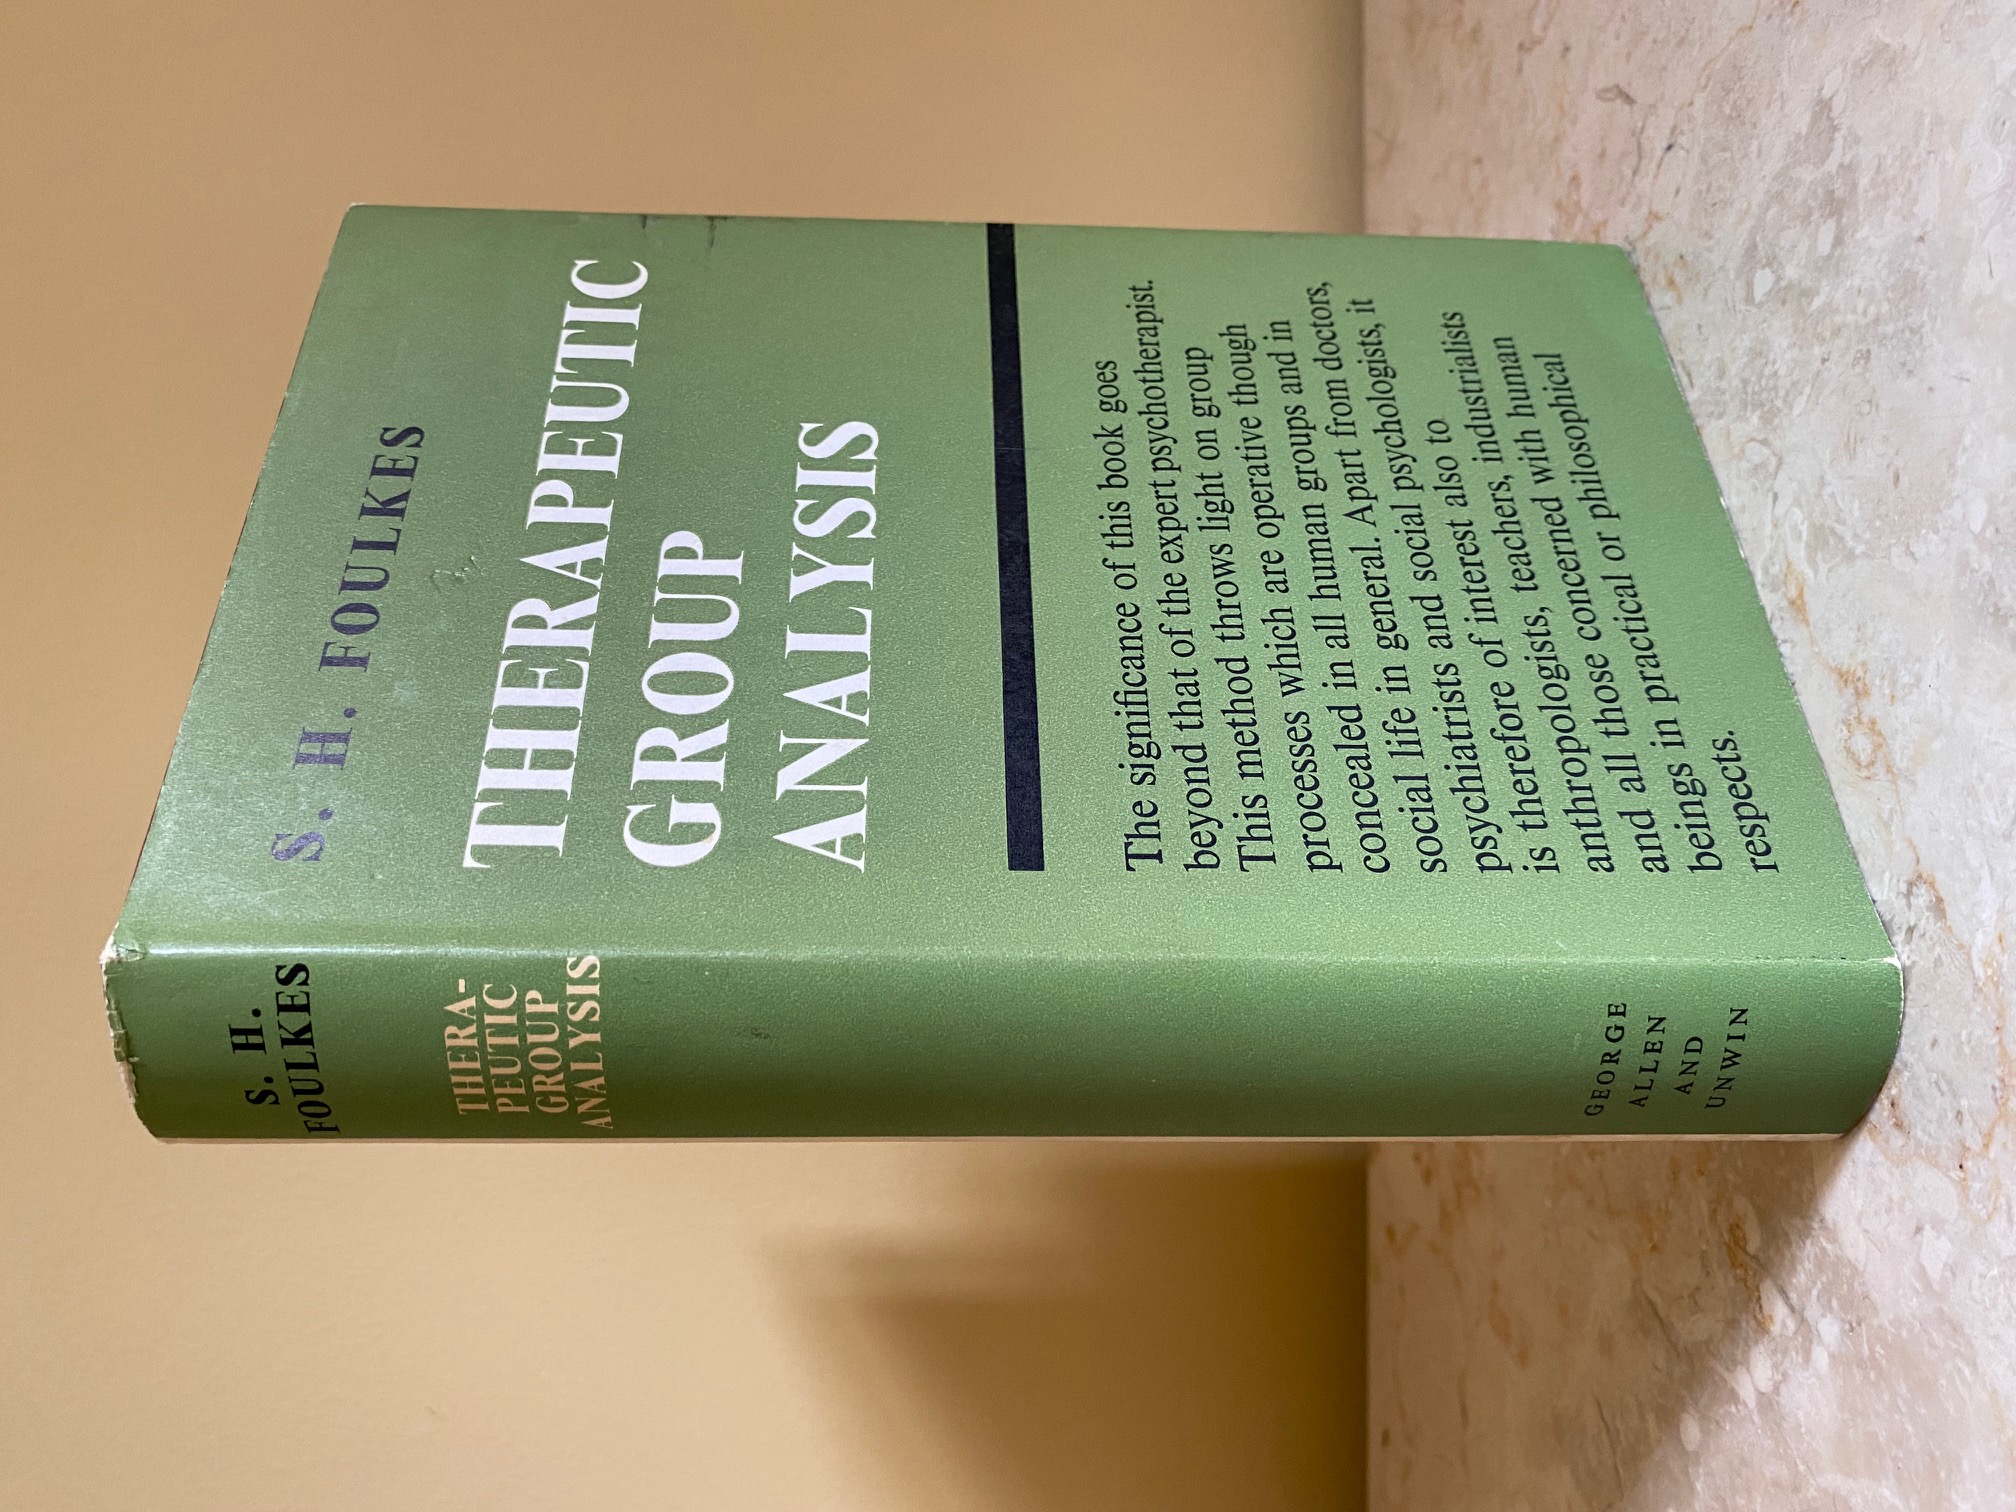 S. H.
FOULKES
THERA-
PEUTIC
GROUP
ANALYSIS
GEORGE
ALLEN
AND
UNWIN
S. H. FOULKES
THERAPEUTIC
GROUP
ANALYSIS
The significance of this book goes
beyond that of the expert psychotherapist.
This method throws light on group
processes which are operative though
concealed in all human groups and in
social life in general. Apart from doctors,
psychiatrists and social psychologists, it
is therefore of interest also to
anthropologists, teachers, industrialists
and all those concerned with human
beings in practical or philosophical
respects.